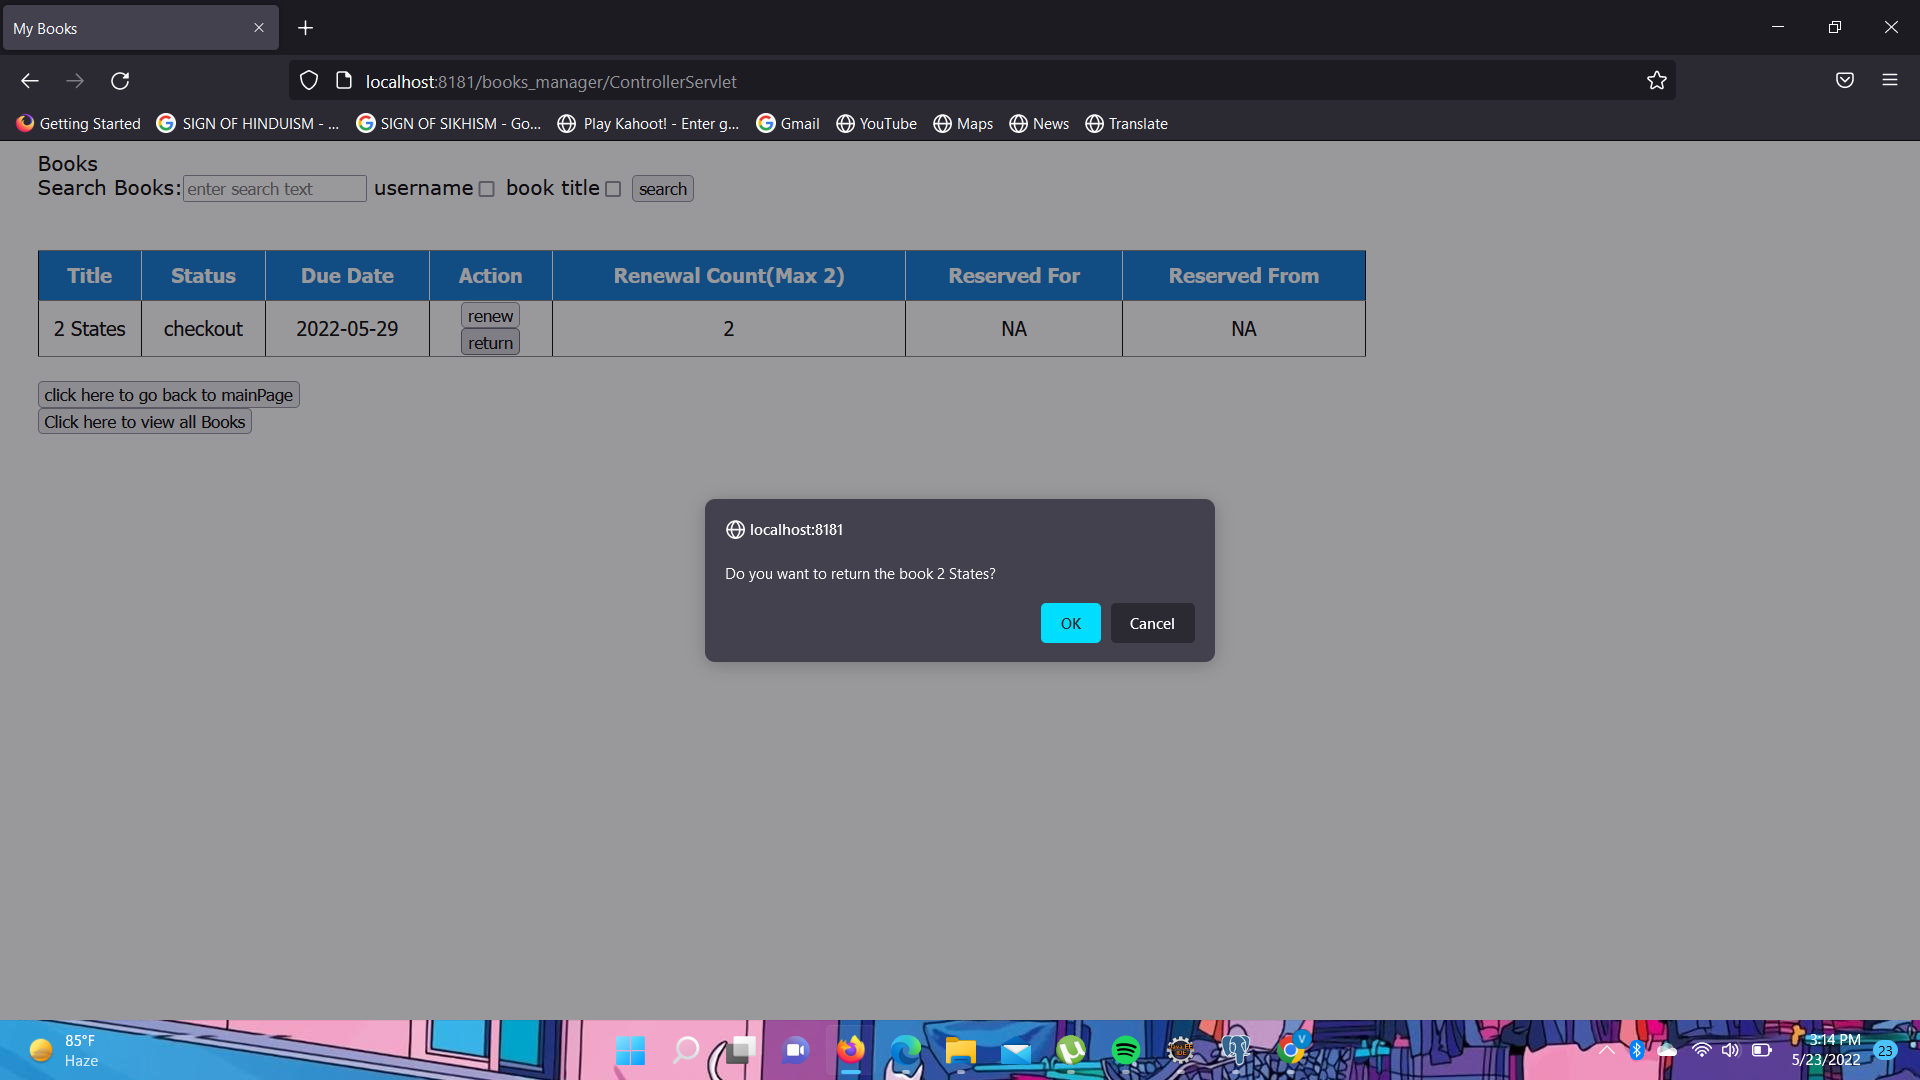 My Books
localhost:8181/books_manager/ControllerServlet
Getting Started SIGN OF HINDUISM - ... SIGN OF SIKHISM - Go... Play Kahoot! - Enter g... Gmail YouTube Maps News Translate
Books
Search Books: enter search text username book title search
Title Status Due Date Action Renewal Count(Max 2) Reserved For Reserved From
2 States checkout 2022-05-29 renew 2 NA NA
return
click here to go back to mainPage
Click here to view all Books
localhost:8181
Do you want to return the book 2 States?
OK Cancel
85°F
Haze
V
3:14 PM
5/23/2022
23